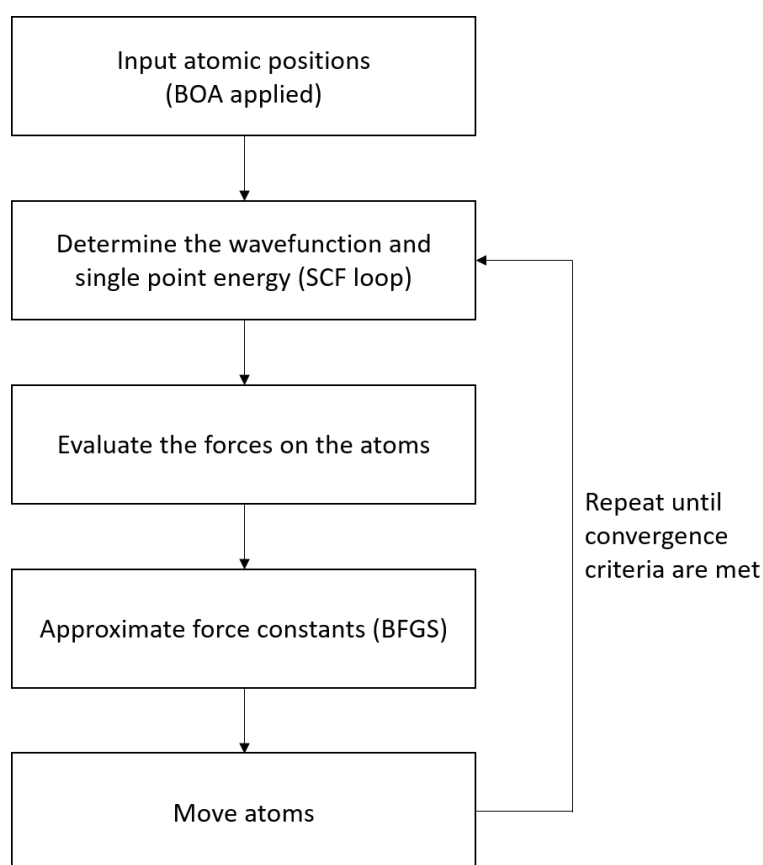 Input atomic positions
(BOA applied)
Determine the wavefunction and
single point energy (SCF loop)
Evaluate the forces on the atoms
Repeat until
convergence
criteria are met
Approximate force constants (BFGS)
Move atoms